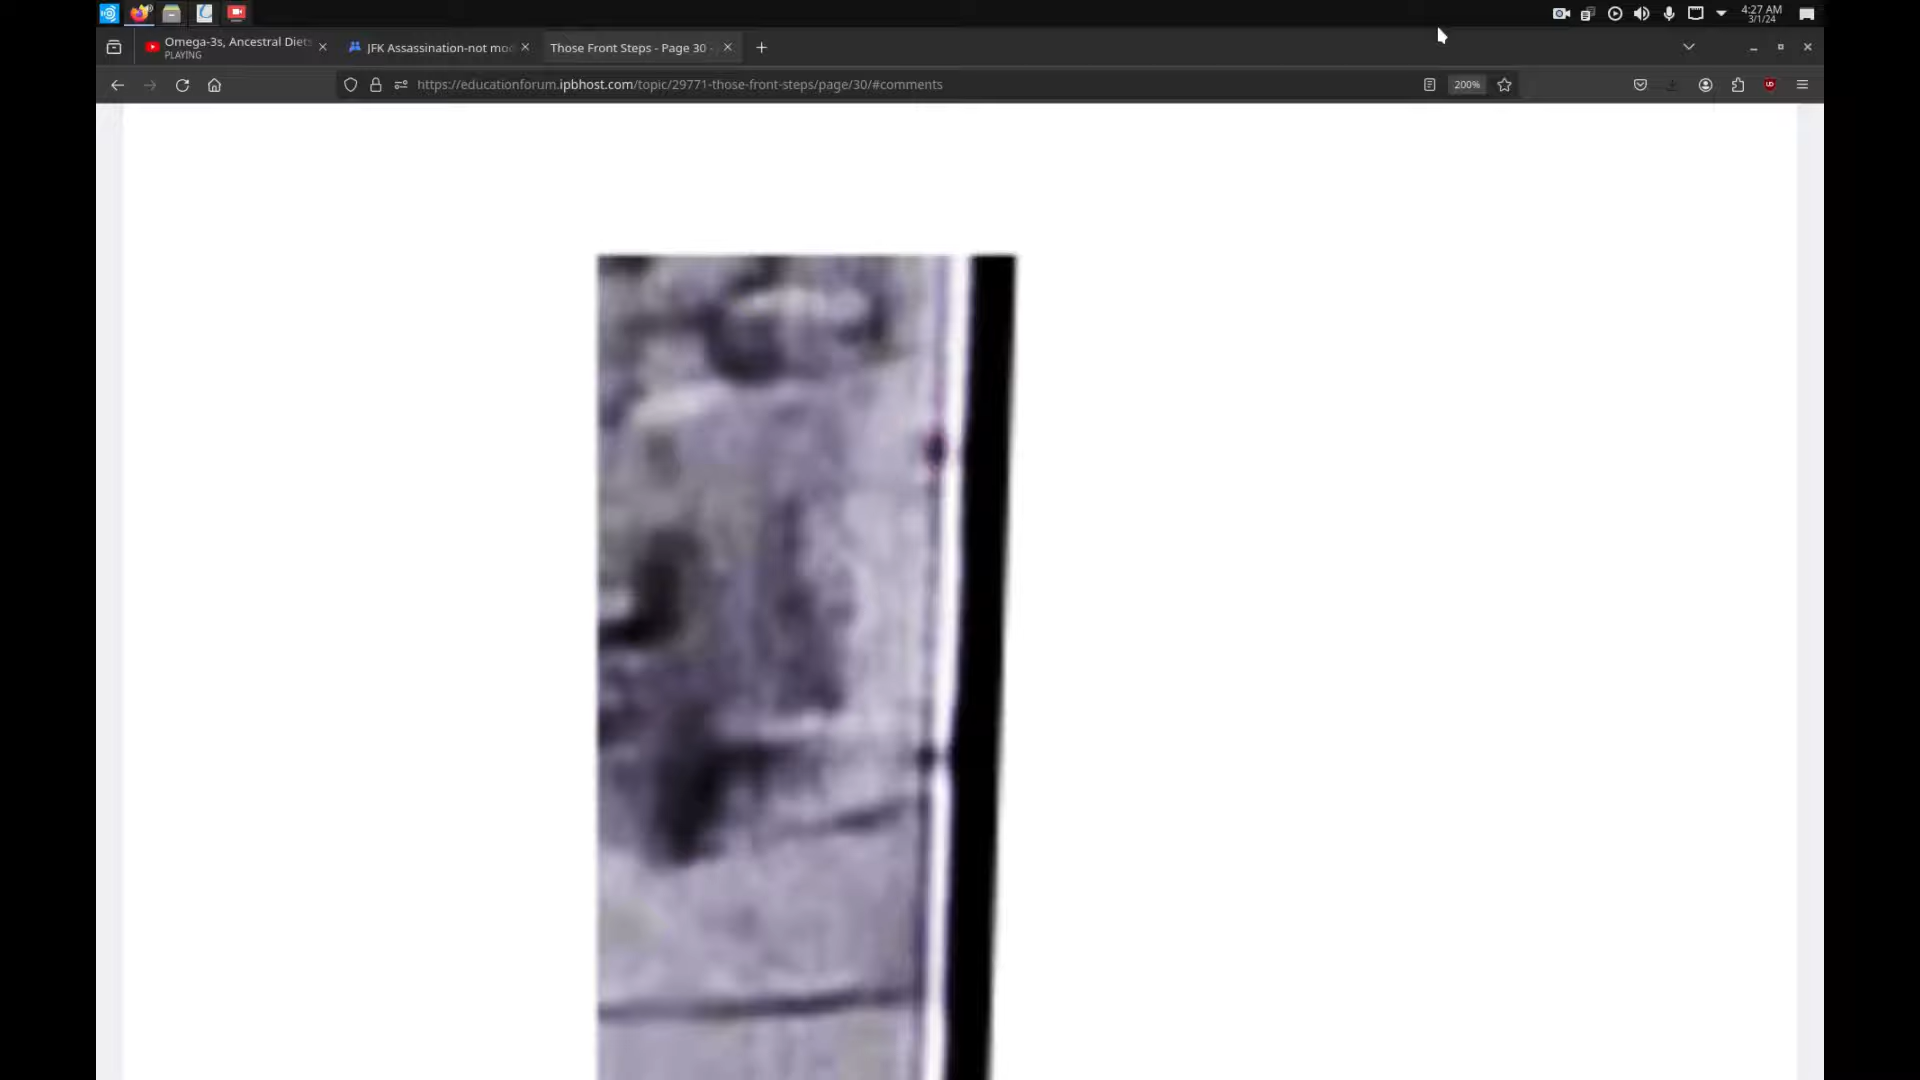 4:27 AM
3/1/24
Omega-3s, Ancestral Diets
PLAYING
JFK Assassination-not mo
Those Front Steps - Page 30 -
https://educationforum.ipbhost.com/topic/29771-those-front-steps/page/30/#comments
200%